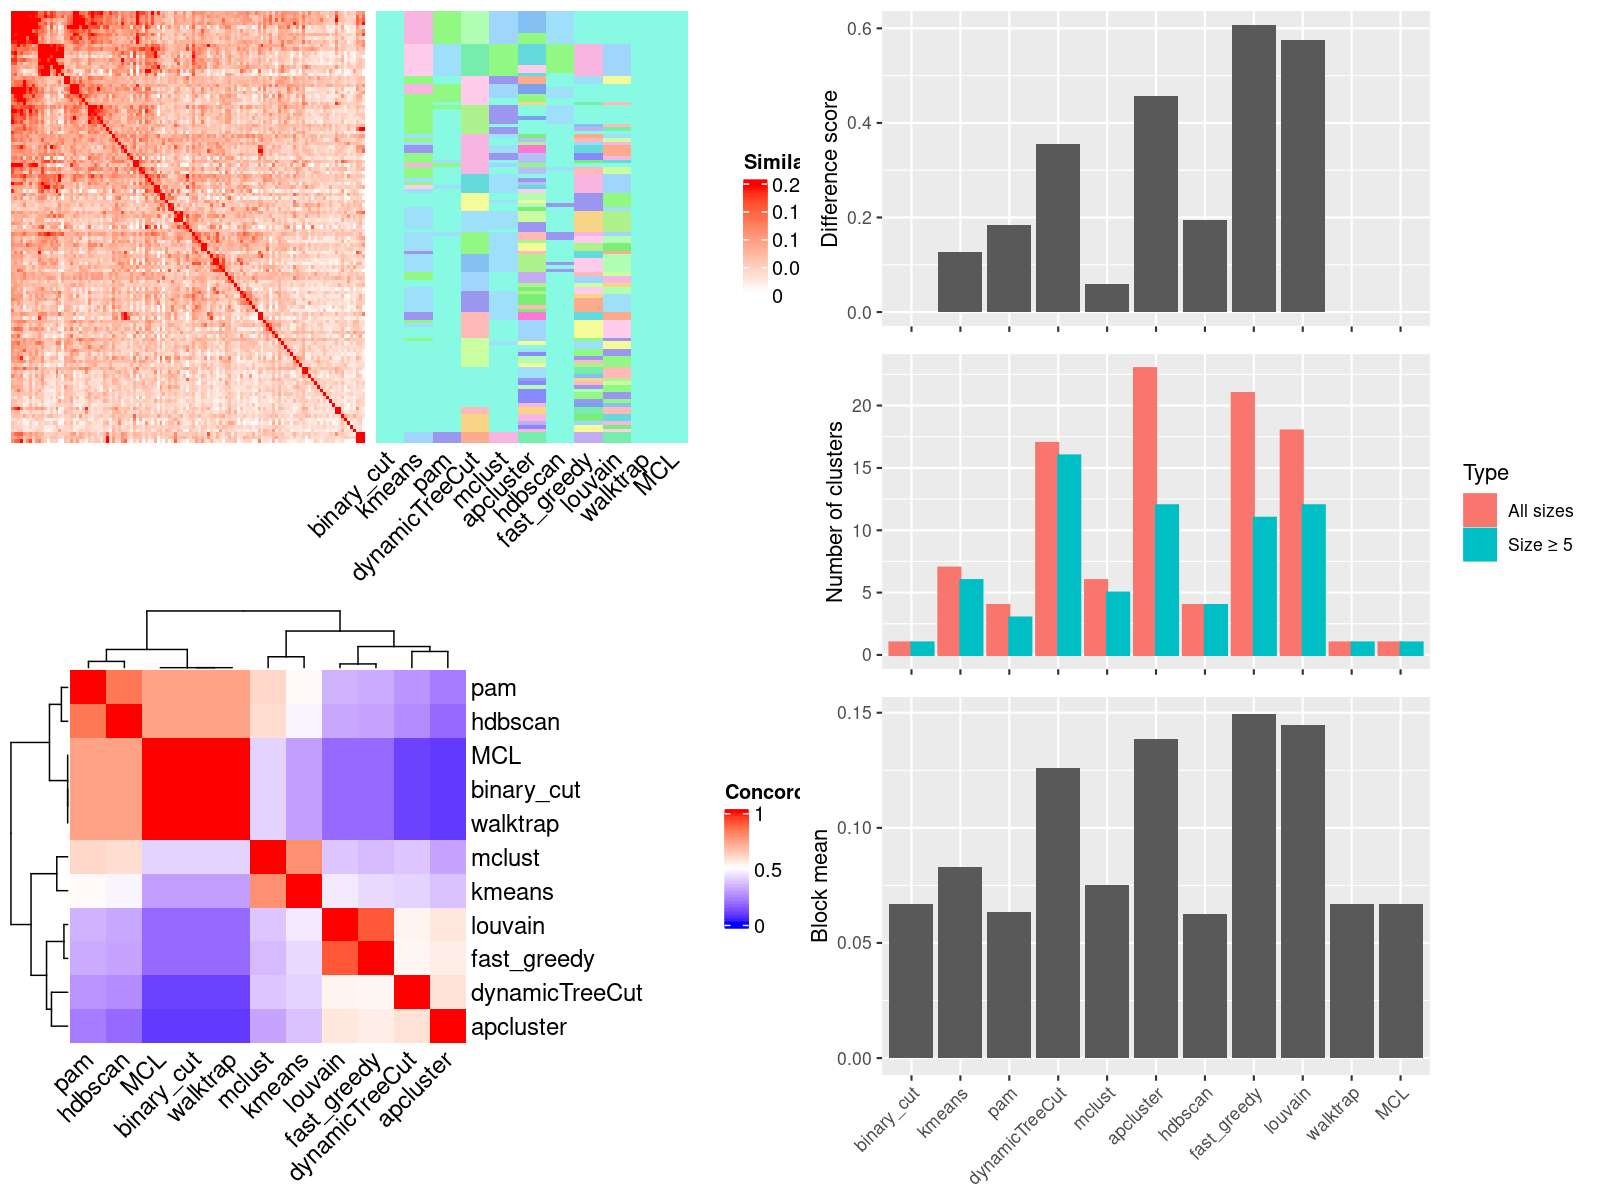 Simila
0.2
0.1
0.1
0.0
0
binary_cut
kmeans
pam
dynamicTreeCut
mclust
apcluster
hdbscan
fast_greedy
louvain
walktrap
MCL
pam
hdbscan
MCL
binary_cut
walktrap
mclust
kmeans
louvain
fast_greedy
dynamicTreeCut
apcluster
pam
hdbscan
MCL
binary_cut
walktrap
mclust
kmeans
louvain
fast_greedy
dynamicTreeCut
apcluster
Concord
1
0.5
0
Difference score
0.6
0.4
0.2
0.0
Number of clusters
20
15
10
5
0
Type
All sizes
Size ≥ 5
Block mean
0.15
0.10
0.05
0.00
binary_cut
kmeans
pam
dynamicTreeCut
mclust
apcluster
hdbscan
fast_greedy
louvain
walktrap
MCL